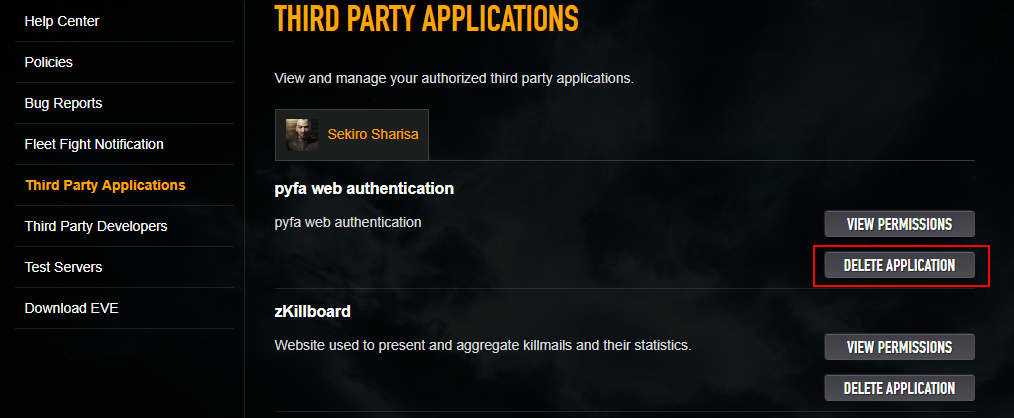 Help Center
Policies
Bug Reports
Fleet Fight Notification
Third Party Applications
Third Party Developers
Test Servers
Download EVE
THIRD PARTY APPLICATIONS
View and manage your authorized third party applications.
Sekiro Sharisa
pyfa web authentication
pyfa web authentication
VIEW PERMISSIONS
DELETE APPLICATION
zKillboard
Website used to present and aggregate killmails and their statistics.
VIEW PERMISSIONS
DELETE APPLICATION